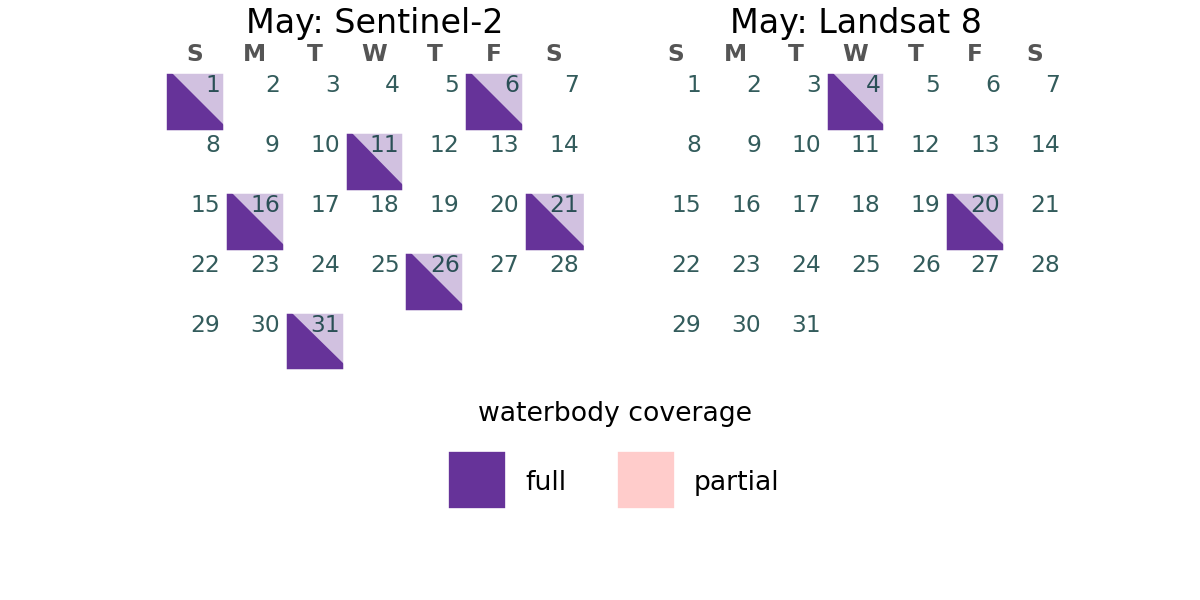 May: Sentinel-2
S M T W T F S
1 2 3 4 5 6 7
8 9 10 11 12 13 14
15 16 17 18 19 20 21
22 23 24 25 26 27 28
29 30 31
May: Landsat 8
S M T W T F S
1 2 3 4 5 6 7
8 9 10 11 12 13 14
15 16 17 18 19 20 21
22 23 24 25 26 27 28
29 30 31
waterbody coverage
full
partial